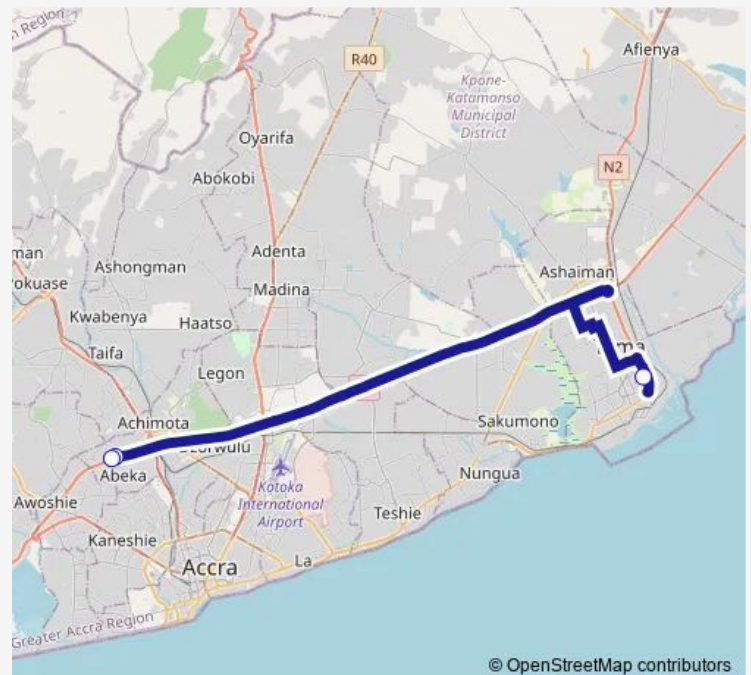 on Region
Afienya
R40
Kpone-
Katamanso
Municipal
District
Oyarifa
N2
Abokobi
man
Adenta
Ashaiman
Ashongman
okuase
Madina
Kwabenya
Haatso
Taifa
Legon
Achimota
Sakumono
Abeka
Nungua
Kotoka
International
Airport
Awoshie
Teshie
Kaneshie
La
Accra
Greater Accra Region
© OpenStreetMap contributors